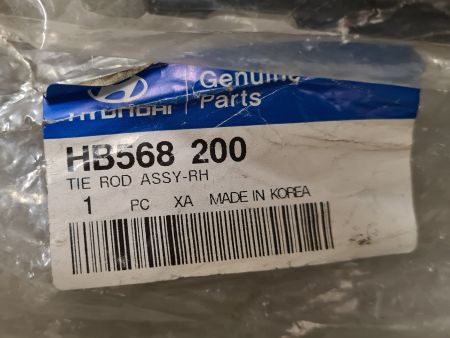 Genuine
HYUNDAI Parts
HB568 200
TIE ROD ASSY-RH
1 PC XA MADE IN KOREA